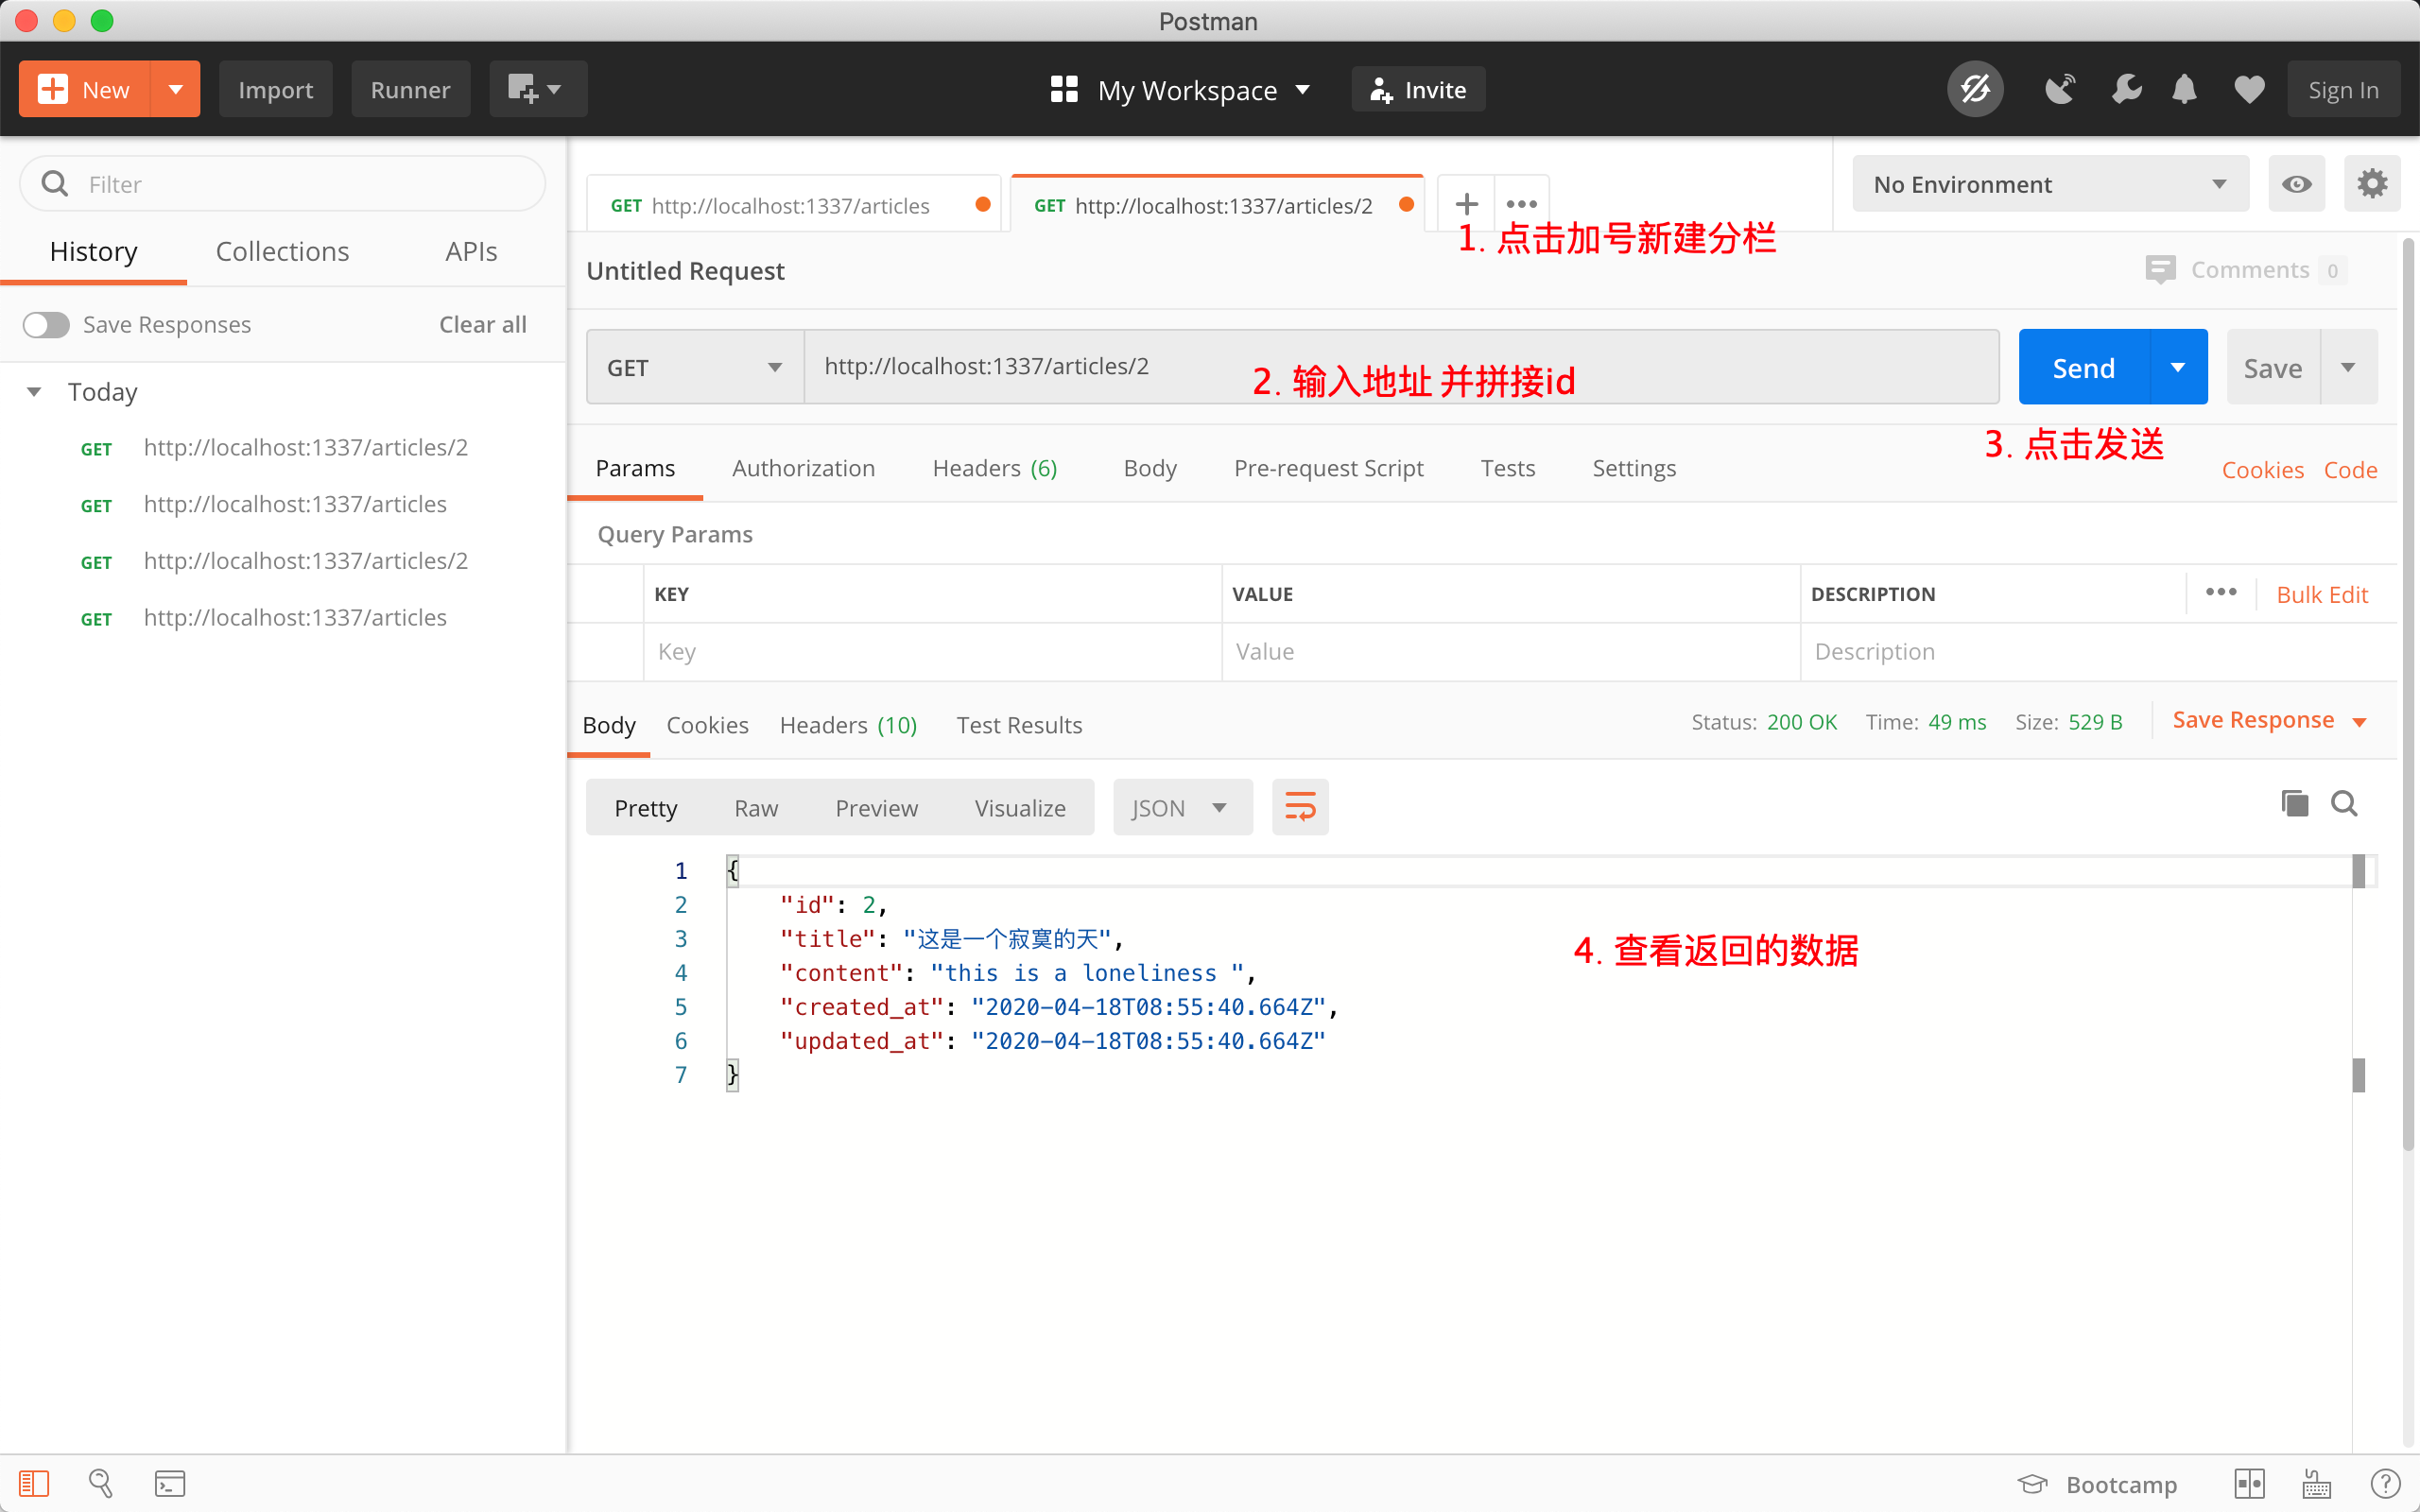 Postman
New
Import
Runner
My Workspace
Invite
Sign In
Filter
History Collections APIs
Save Responses Clear all
Today
GET http://localhost:1337/articles/2
GET http://localhost:1337/articles
GET http://localhost:1337/articles/2
GET http://localhost:1337/articles
GET http://localhost:1337/articles
GET http://localhost:1337/articles/2
No Environment
1. 点击加号新建分栏
Untitled Request
Comments 0
GET http://localhost:1337/articles/2
2. 输入地址 并拼接id
Send
Save
3. 点击发送
Params Authorization Headers (6) Body Pre-request Script Tests Settings
Cookies Code
Query Params
KEY VALUE DESCRIPTION
Bulk Edit
Key Value Description
Body Cookies Headers (10) Test Results
Status: 200 OK Time: 49 ms Size: 529 B
Save Response
Pretty Raw Preview Visualize JSON
1 {
2 "id": 2,
3 "title": "这是一个寂寞的天",
4 "content": "this is a loneliness ",
5 "created_at": "2020-04-18T08:55:40.664Z",
6 "updated_at": "2020-04-18T08:55:40.664Z"
7 }
4. 查看返回的数据
Bootcamp